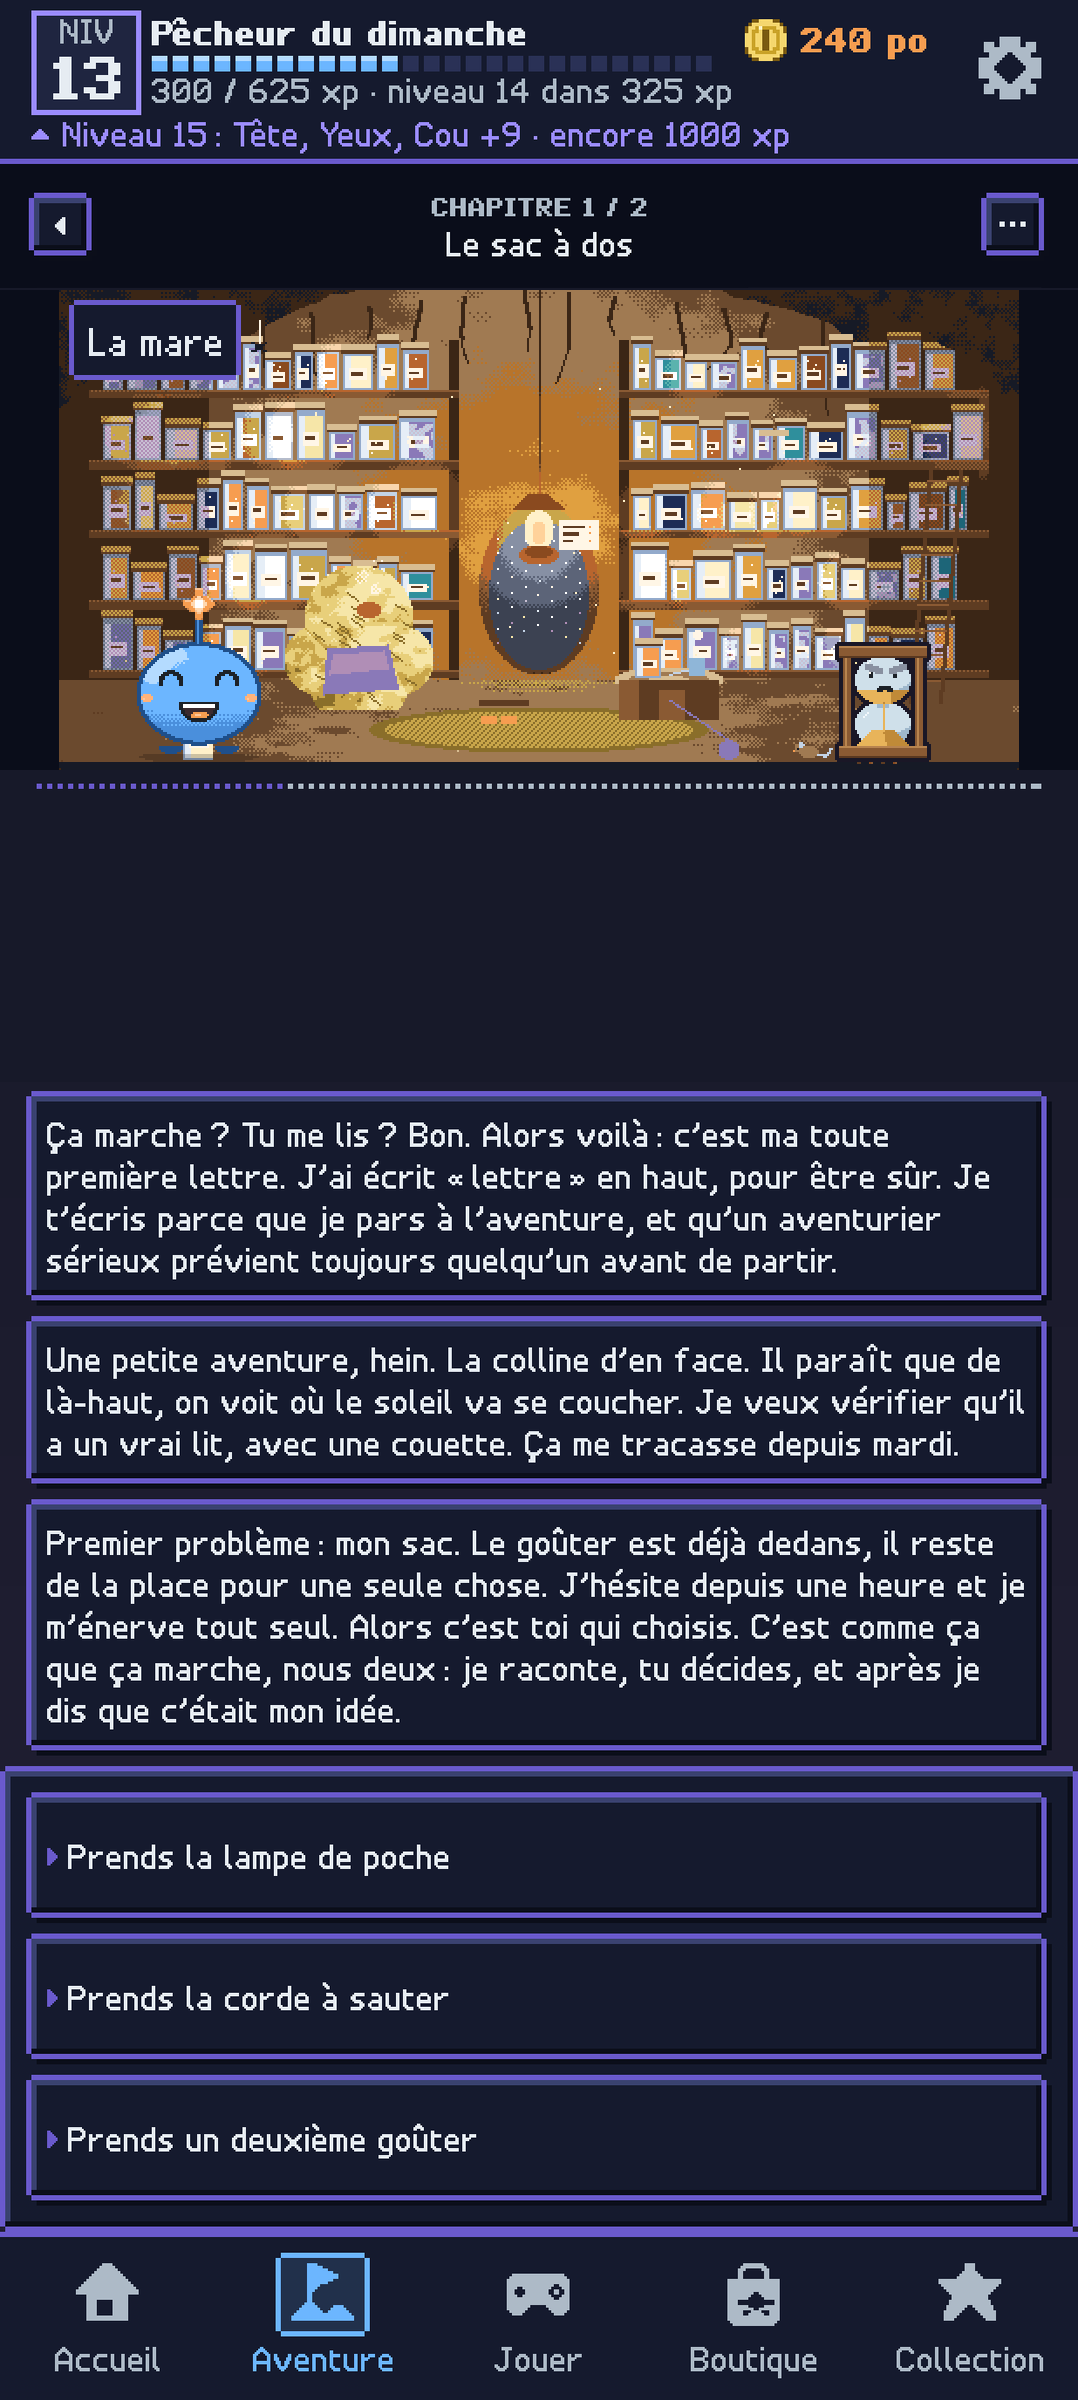 NIV
13
Pêcheur du dimanche
240 po
300 / 625 xp · niveau 14 dans 325 xp
Niveau 15 : Tête, Yeux, Cou +9 · encore 1000 xp
CHAPITRE 1 / 2
Le sac à dos
La mare
Ça marche ? Tu me lis ? Bon. Alors voilà : c’est ma toute
première lettre. J’ai écrit « lettre » en haut, pour être sûr. Je
t’écris parce que je pars à l’aventure, et qu’un aventurier
sérieux prévient toujours quelqu’un avant de partir.
Une petite aventure, hein. La colline d’en face. Il paraît que de
là-haut, on voit où le soleil va se coucher. Je veux vérifier qu’il
a un vrai lit, avec une couette. Ça me tracasse depuis mardi.
Premier problème : mon sac. Le goûter est déjà dedans, il reste
de la place pour une seule chose. J’hésite depuis une heure et je
m’énerve tout seul. Alors c’est toi qui choisis. C’est comme ça
que ça marche, nous deux : je raconte, tu décides, et après je
dis que c’était mon idée.
Prends la lampe de poche
Prends la corde à sauter
Prends un deuxième goûter
Accueil
Aventure
Jouer
Boutique
Collection